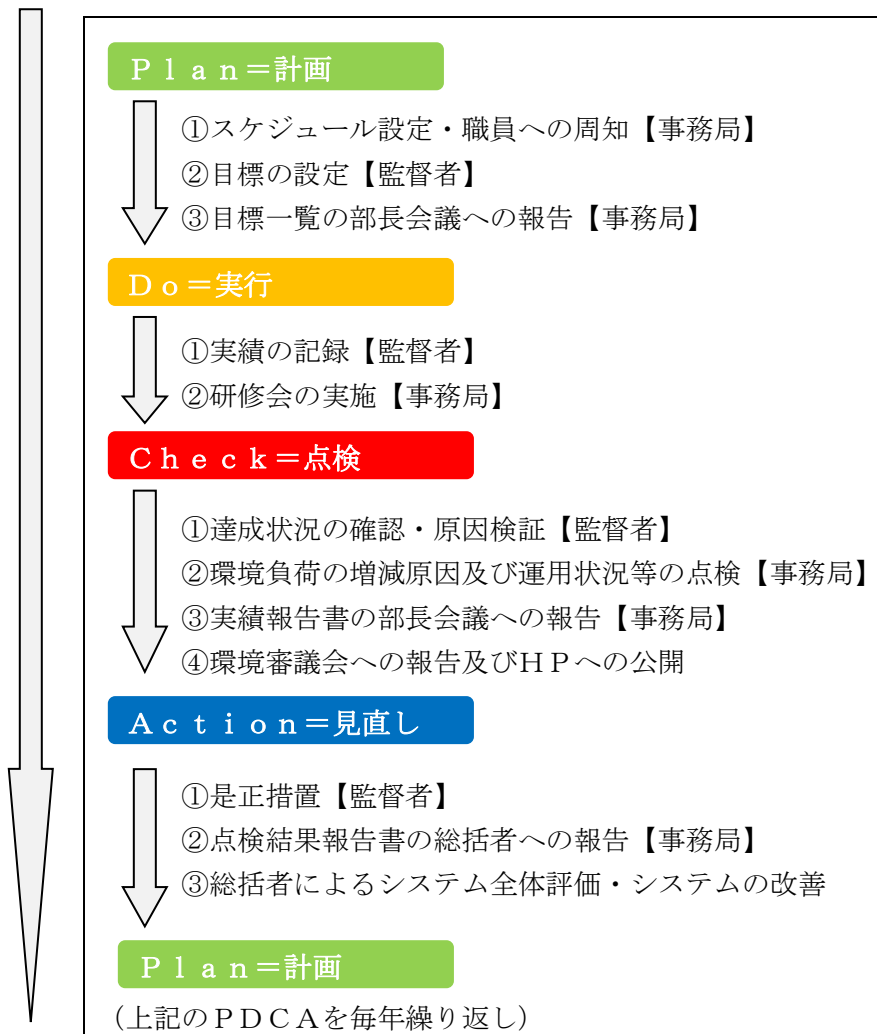 Ｐｌａｎ＝計画
①スケジュール設定・職員への周知【事務局】
②目標の設定【監督者】
③目標一覧の部長会議への報告【事務局】
Ｄｏ＝実行
①実績の記録【監督者】
②研修会の実施【事務局】
Ｃｈｅｃｋ＝点検
①達成状況の確認・原因検証【監督者】
②環境負荷の増減原因及び運用状況等の点検【事務局】
③実績報告書の部長会議への報告【事務局】
④環境審議会への報告及びＨＰへの公開
Ａｃｔｉｏｎ＝見直し
①是正措置【監督者】
②点検結果報告書の総括者への報告【事務局】
③総括者によるシステム全体評価・システムの改善
Ｐｌａｎ＝計画
（上記のＰＤＣＡを毎年繰り返し）